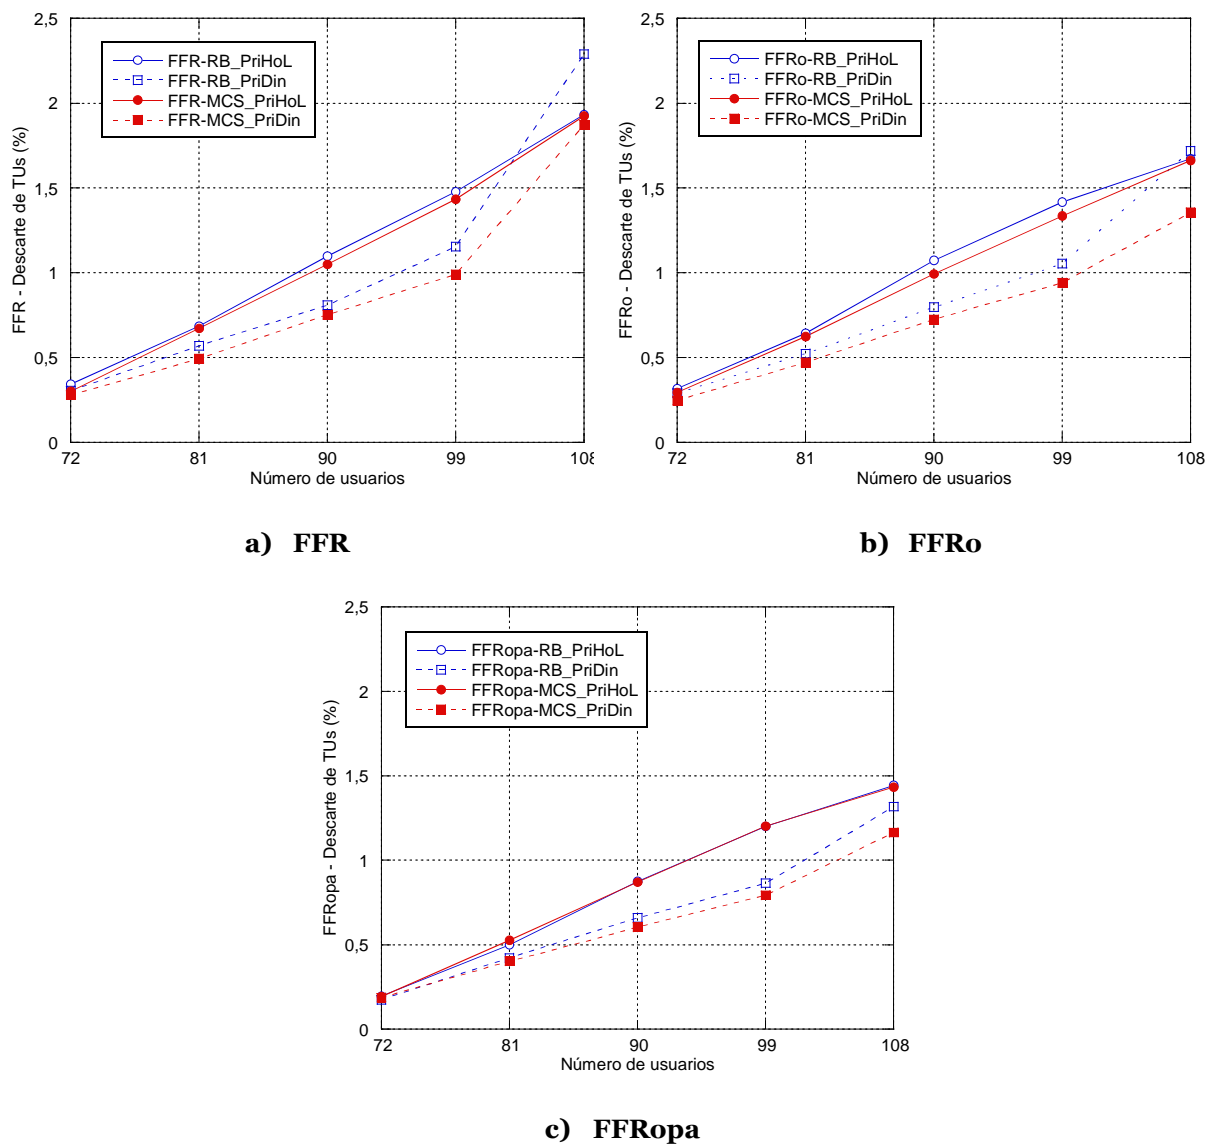 2,5
2
1,5
1
0,5
0
FFR - Descarte de TUs (%)
FFR-RB_PriHoL
FFR-RB_PriDin
FFR-MCS_PriHoL
FFR-MCS_PriDin
72 81 90 99 108
Número de usuarios
a) FFR
2,5
2
1,5
1
0,5
0
FFRo - Descarte de TUs (%)
FFRo-RB_PriHoL
FFRo-RB_PriDin
FFRo-MCS_PriHoL
FFRo-MCS_PriDin
72 81 90 99 108
Número de usuarios
b) FFRo
2,5
2
1,5
1
0,5
0
FFRopa - Descarte de TUs (%)
FFRopa-RB_PriHoL
FFRopa-RB_PriDin
FFRopa-MCS_PriHoL
FFRopa-MCS_PriDin
72 81 90 99 108
Número de usuarios
c) FFRopa